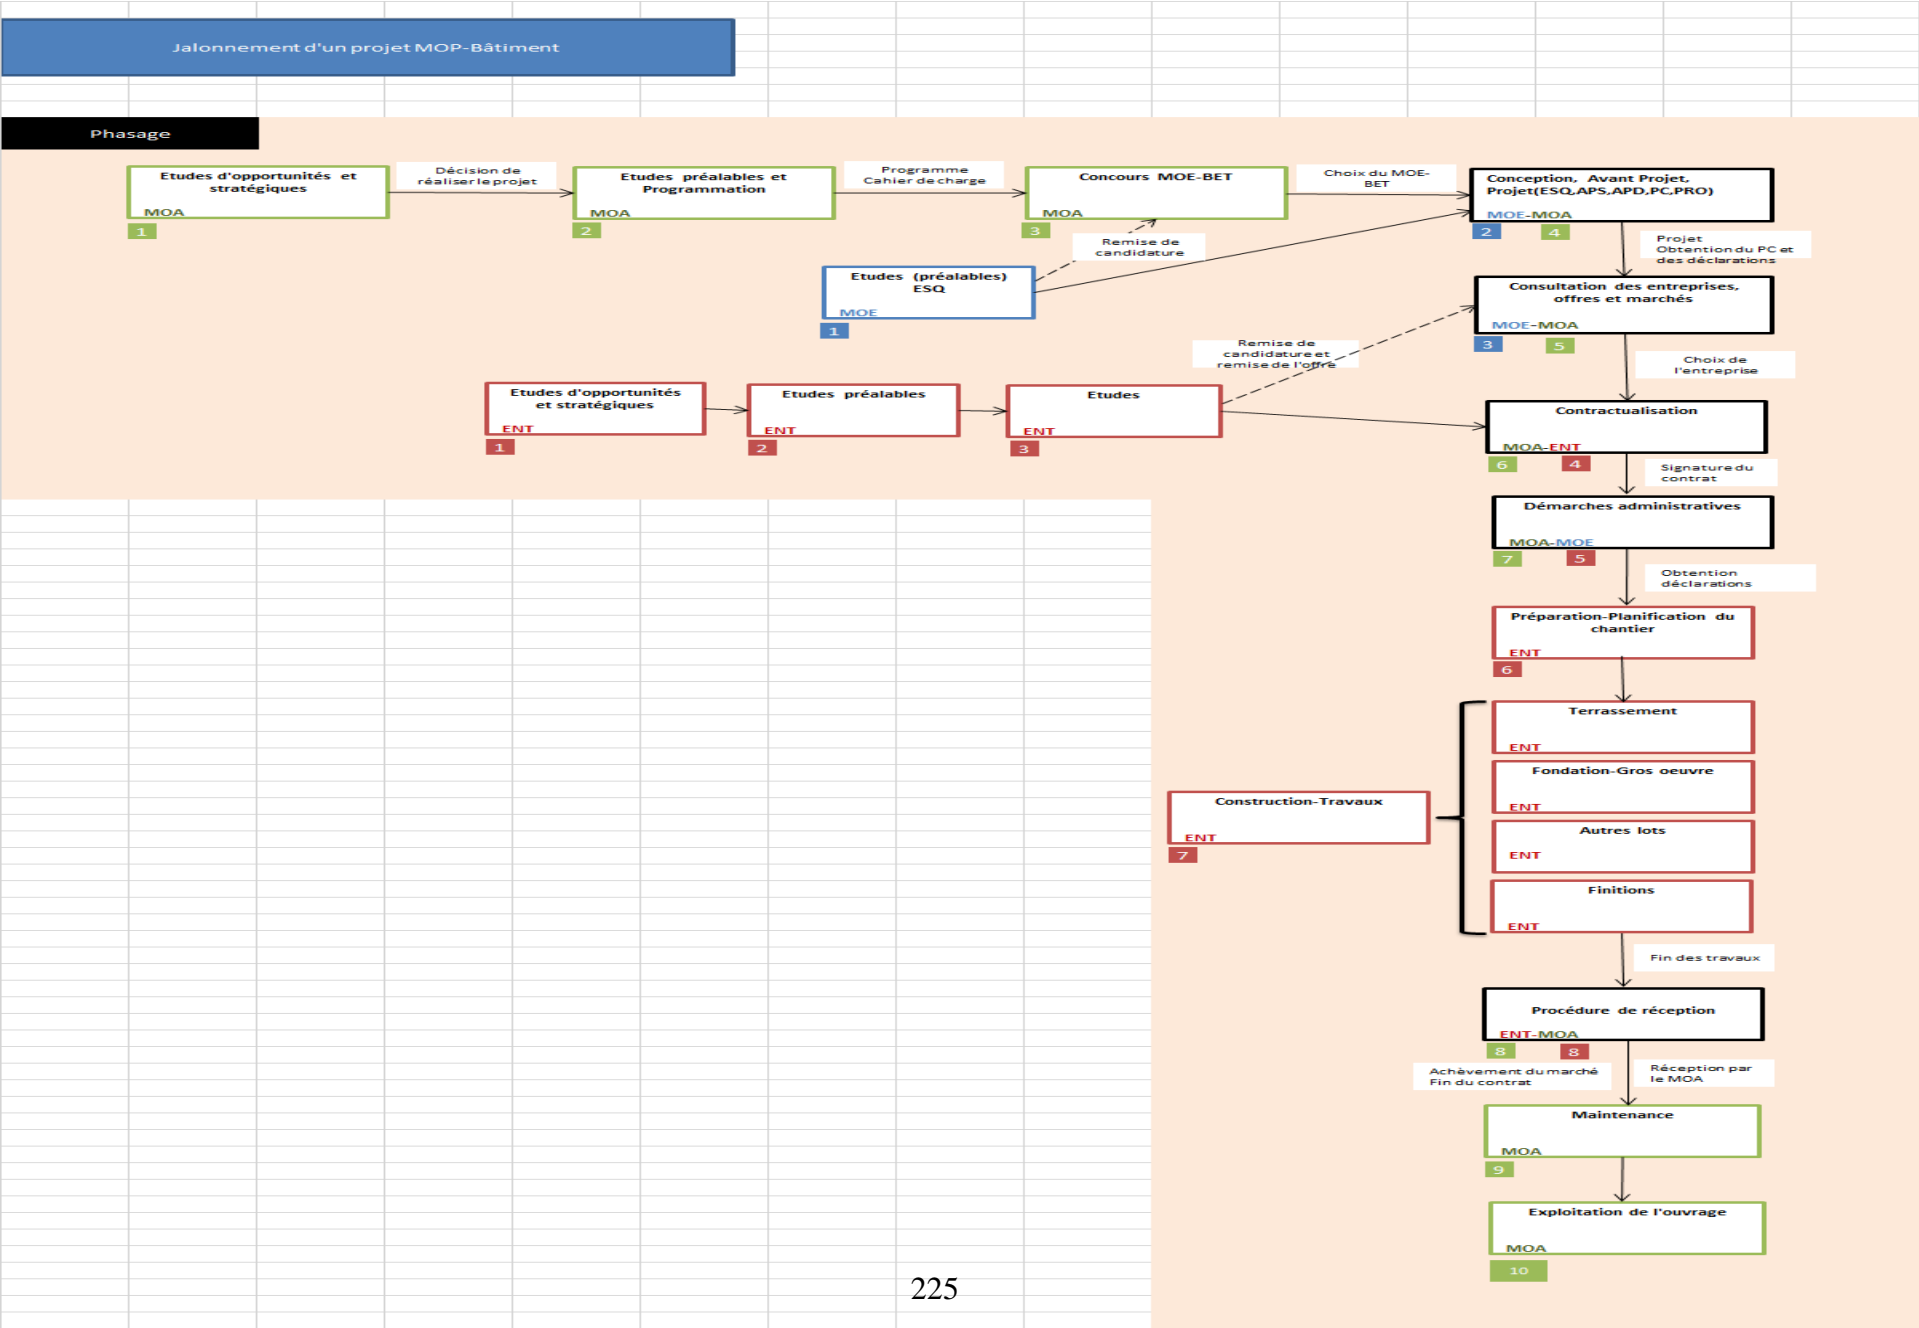 Jalonnement d'un projet MOP-Bâtiment
Phasage
Etudes d'opportunités et
stratégiques
MOA
1
Décision de
réaliser le projet
Etudes préalables et
Programmation
MOA
2
Programme
Cahier de charge
Concours MOE-BET
MOA
3
Choix du MOE-
BET
Conception, Avant Projet,
Projet(ESQ,APS,APD,PC,PRO)
MOE-MOA
2
4
Remise de
candidature
Projet
Obtention du PC et
des déclarations
Etudes (préalables)
ESQ
MOE
1
Consultation des entreprises,
offres et marchés
MOE-MOA
3
5
Remise de
candidature et
remise de l'offre
Choix de
l'entreprise
Etudes d'opportunités
et stratégiques
ENT
1
Etudes préalables
ENT
2
Etudes
ENT
3
Contractualisation
MOA-ENT
6
4
Signature du
contrat
Démarches administratives
MOA-MOE
7
5
Obtention
déclarations
Préparation-Planification du
chantier
ENT
6
Terrassement
ENT
Fondation-Gros oeuvre
ENT
Construction-Travaux
ENT
7
Autres lots
ENT
Finitions
ENT
Fin des travaux
Procédure de réception
ENT-MOA
8
8
Achèvement du marché
Fin du contrat
Réception par
le MOA
Maintenance
MOA
9
Exploitation de l'ouvrage
MOA
10
225